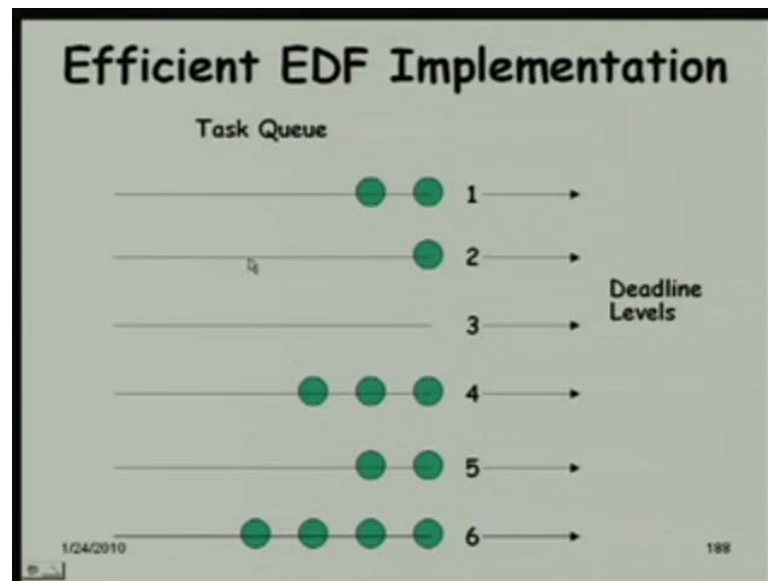 Efficient EDF Implementation
Task Queue
1
2
Deadline
Levels
3
4
5
6
1/24/2010
188